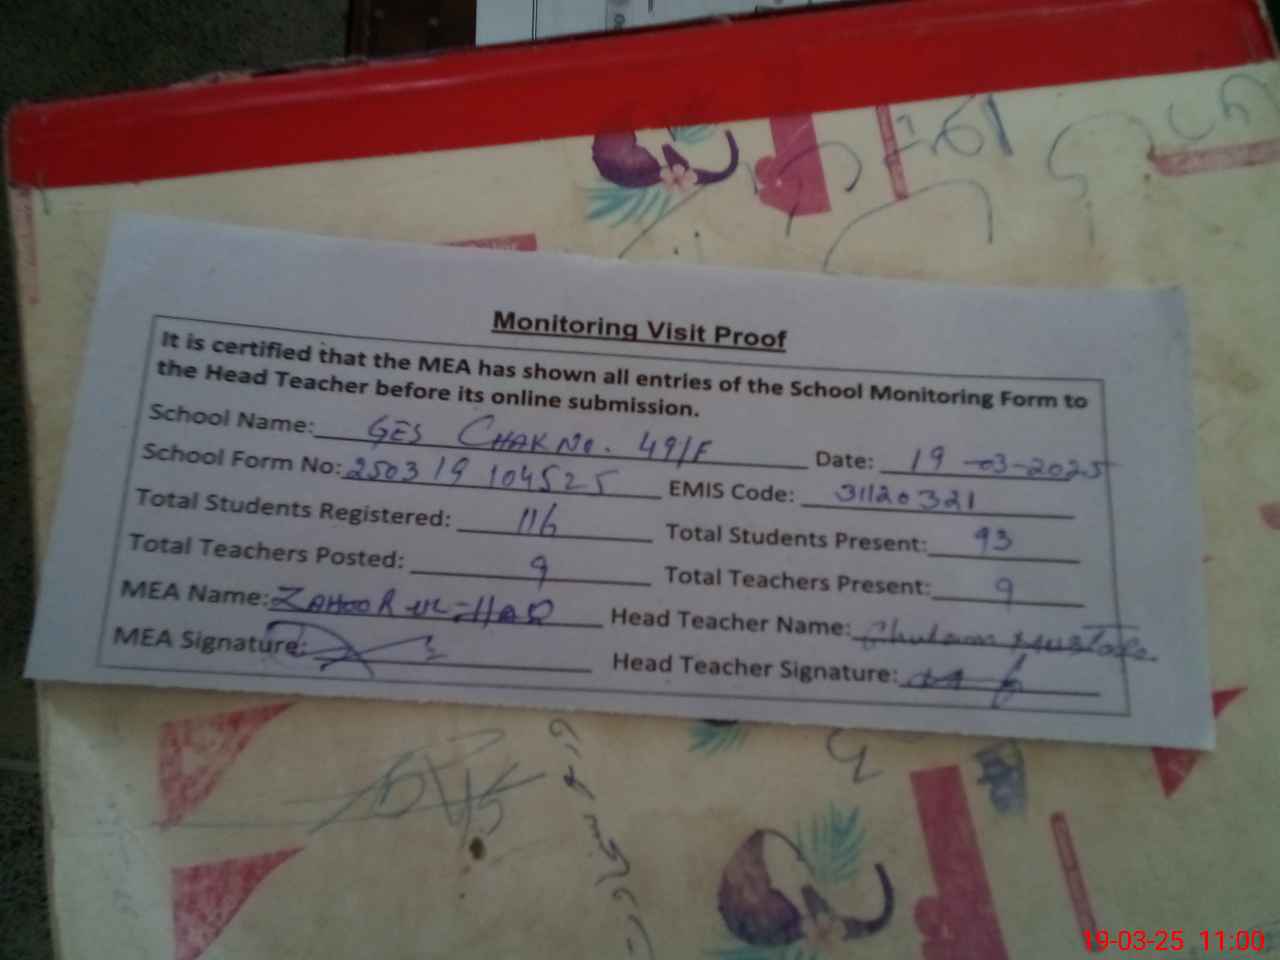 Monitoring Visit Proof
It is certified that the MEA has shown all entries of the School Monitoring Form to
the Head Teacher before its online submission.
School Name: GES CHAK No. 49/F Date: 19-03-2025
School Form No: 250319104525 EMIS Code: 31120321
Total Students Registered: 116 Total Students Present: 93
Total Teachers Posted: 9 Total Teachers Present: 9
MEA Name: ZAHOOR-UL-HAQ Head Teacher Name: Ghulam Mustafa
MEA Signature: Head Teacher Signature:
19-03-25 11:00